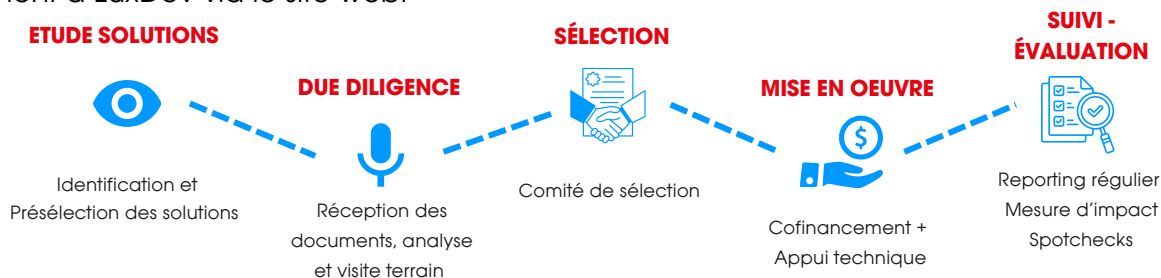 ETUDE SOLUTIONS
Identification et
Présélection des solutions
DUE DILIGENCE
Réception des
documents, analyse
et visite terrain
SÉLECTION
Comité de sélection
MISE EN OEUVRE
$
Cofinancement +
Appui technique
SUIVI -
ÉVALUATION
Reporting régulier
Mesure d'impact
Spotchecks